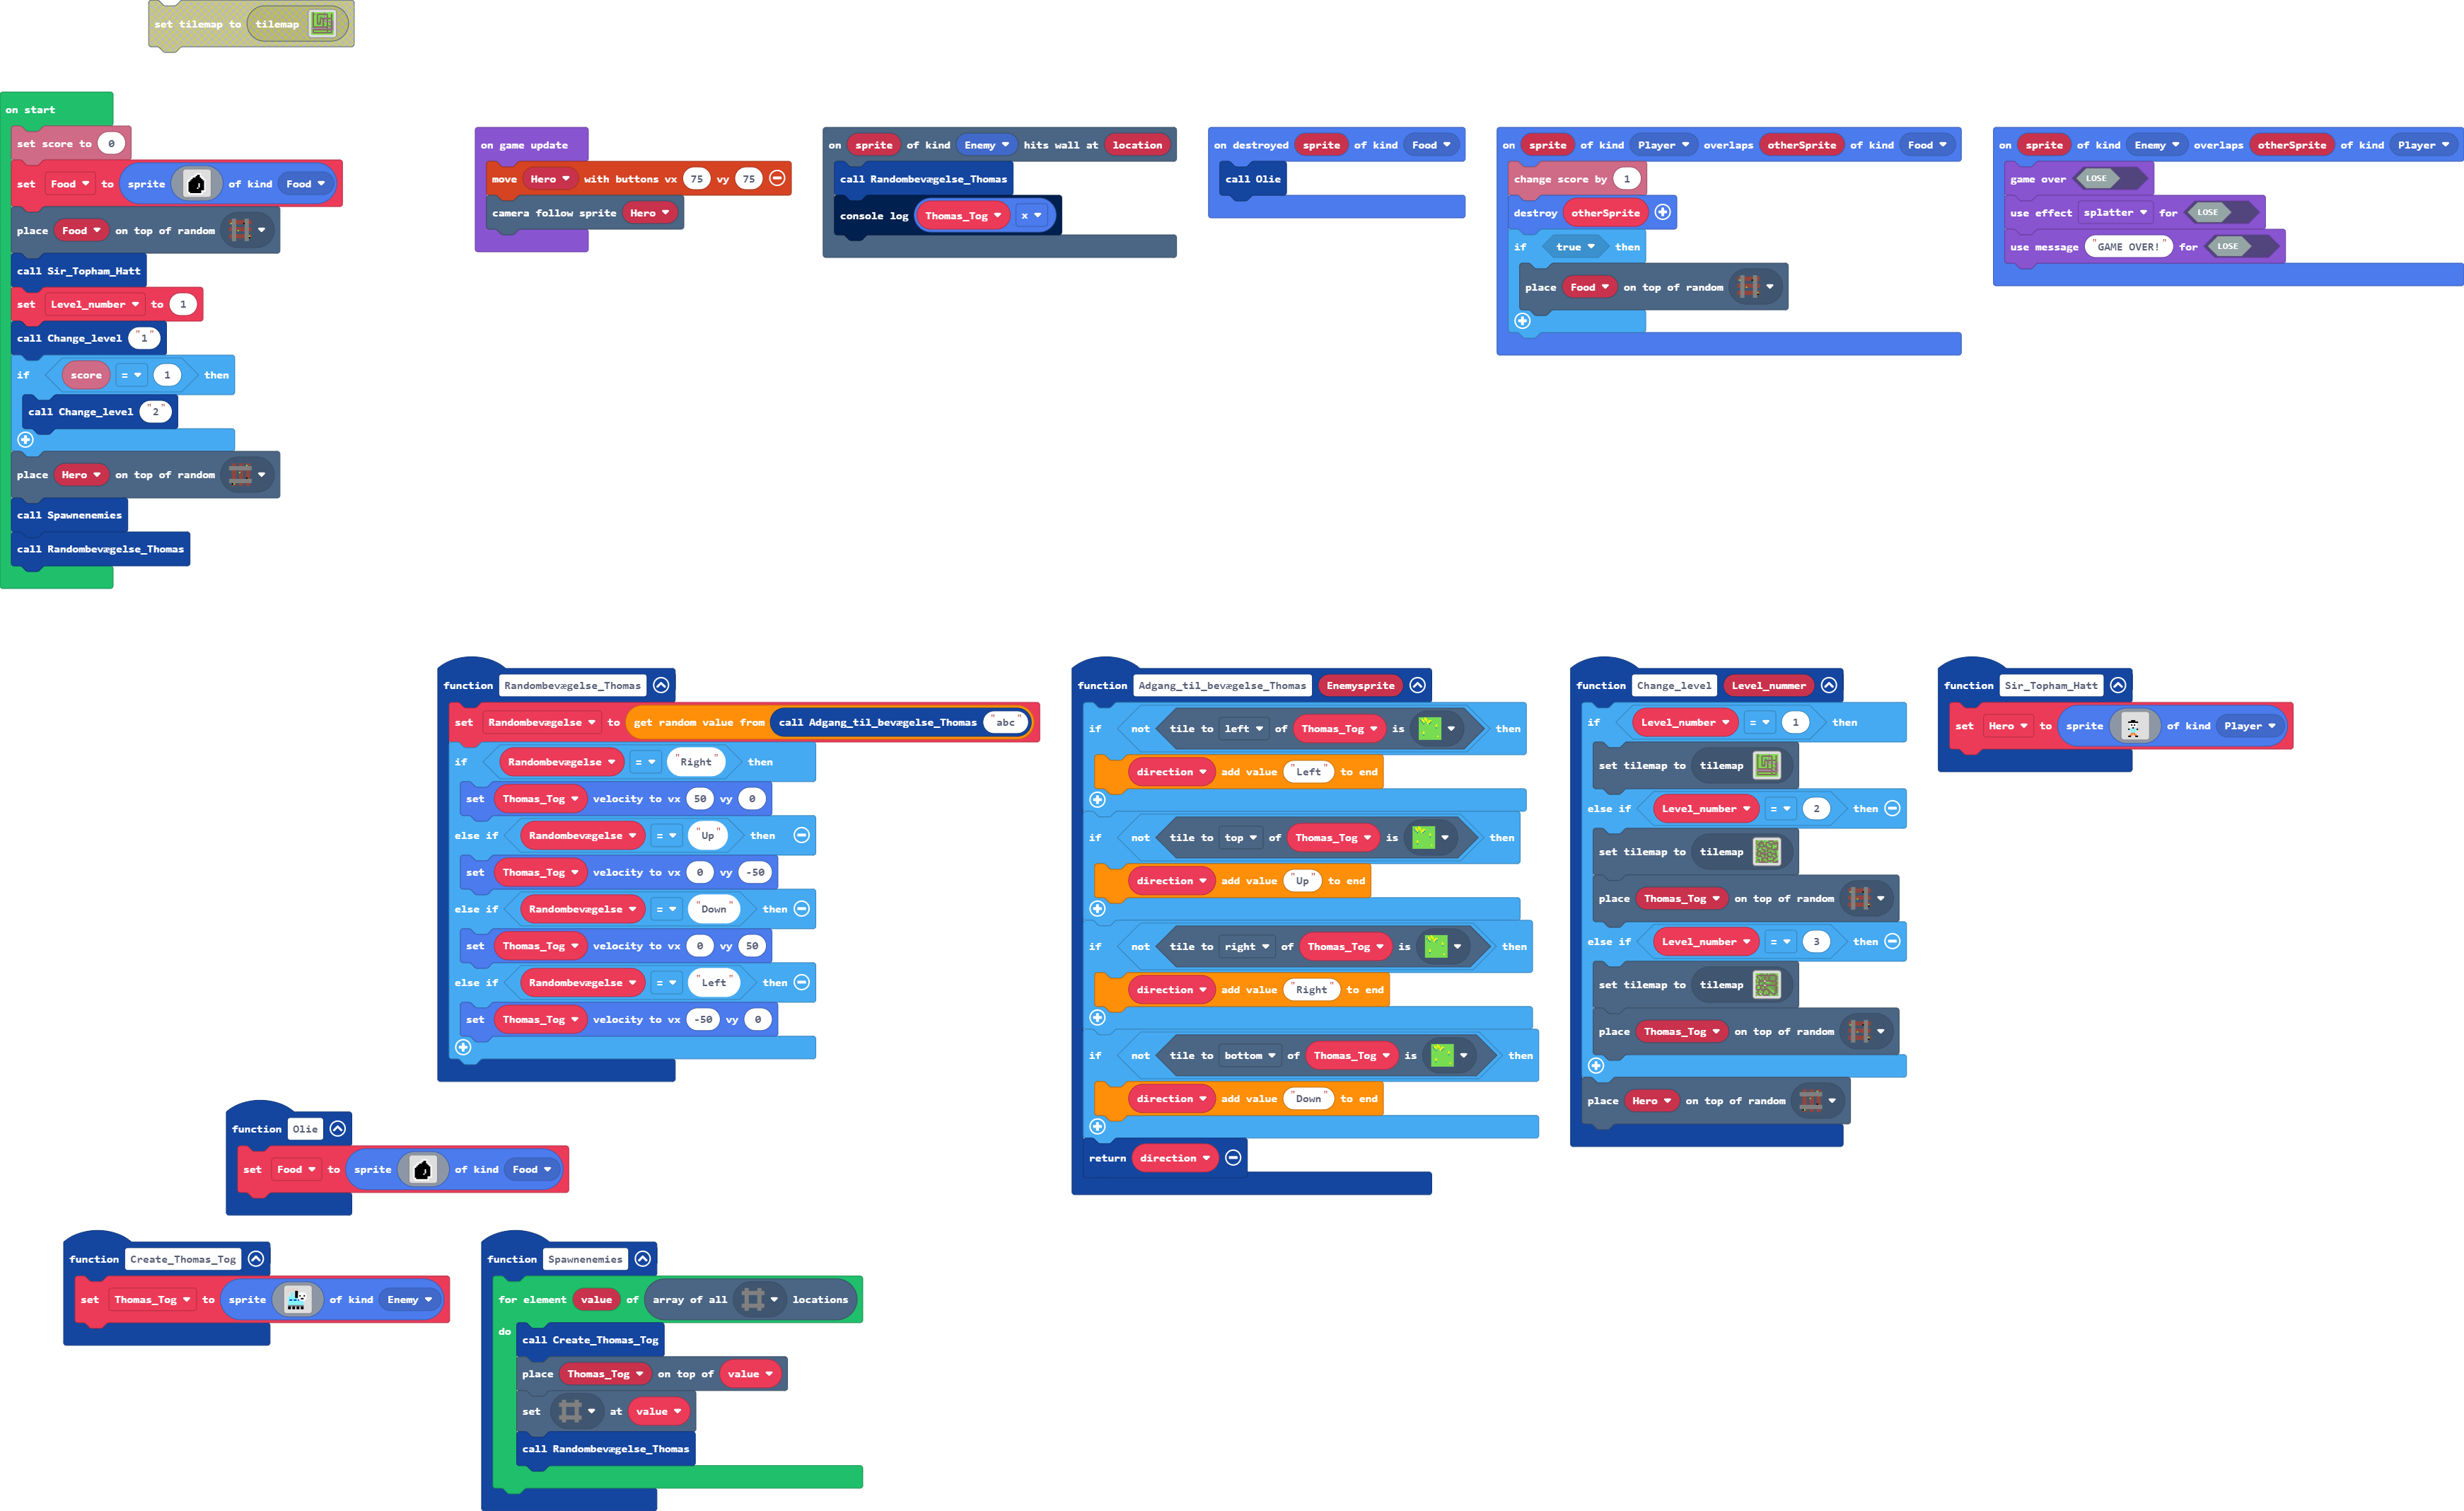 set tilemap to tilemap
on start
set score to 0
set Food to sprite of kind Food
place Food on top of random
call Sir_Topham_Hatt
set Level_number to 1
call Change_level "1"
if score = 1 then
call Change_level "2"
place Hero on top of random
call Spawnenemies
call Randombevægelse_Thomas
on game update
move Hero with buttons vx 75 vy 75
camera follow sprite Hero
on sprite of kind Enemy hits wall at location
call Randombevægelse_Thomas
console log Thomas_Tog x
on destroyed sprite of kind Food
call Olie
on sprite of kind Player overlaps otherSprite of kind Food
change score by 1
destroy otherSprite
if true then
place Food on top of random
on sprite of kind Enemy overlaps otherSprite of kind Player
game over LOSE
use effect splatter for LOSE
use message "GAME OVER!" for LOSE
function Randombevægelse_Thomas
set Randombevægelse to get random value from call Adgang_til_bevægelse_Thomas "abc"
if Randombevægelse = "Right" then
set Thomas_Tog velocity to vx 50 vy 0
else if Randombevægelse = "Up" then
set Thomas_Tog velocity to vx 0 vy -50
else if Randombevægelse = "Down" then
set Thomas_Tog velocity to vx 0 vy 50
else if Randombevægelse = "Left" then
set Thomas_Tog velocity to vx -50 vy 0
function Adgang_til_bevægelse_Thomas Enemysprite
if not tile to left of Thomas_Tog is then
direction add value "Left" to end
if not tile to top of Thomas_Tog is then
direction add value "Up" to end
if not tile to right of Thomas_Tog is then
direction add value "Right" to end
if not tile to bottom of Thomas_Tog is then
direction add value "Down" to end
return direction
function Change_level Level_nummer
if Level_number = 1 then
set tilemap to tilemap
else if Level_number = 2 then
set tilemap to tilemap
place Thomas_Tog on top of random
else if Level_number = 3 then
set tilemap to tilemap
place Thomas_Tog on top of random
place Hero on top of random
function Sir_Topham_Hatt
set Hero to sprite of kind Player
function Olie
set Food to sprite of kind Food
function Create_Thomas_Tog
set Thomas_Tog to sprite of kind Enemy
function Spawnenemies
for element value of array of all locations
do
call Create_Thomas_Tog
place Thomas_Tog on top of value
set at value
call Randombevægelse_Thomas